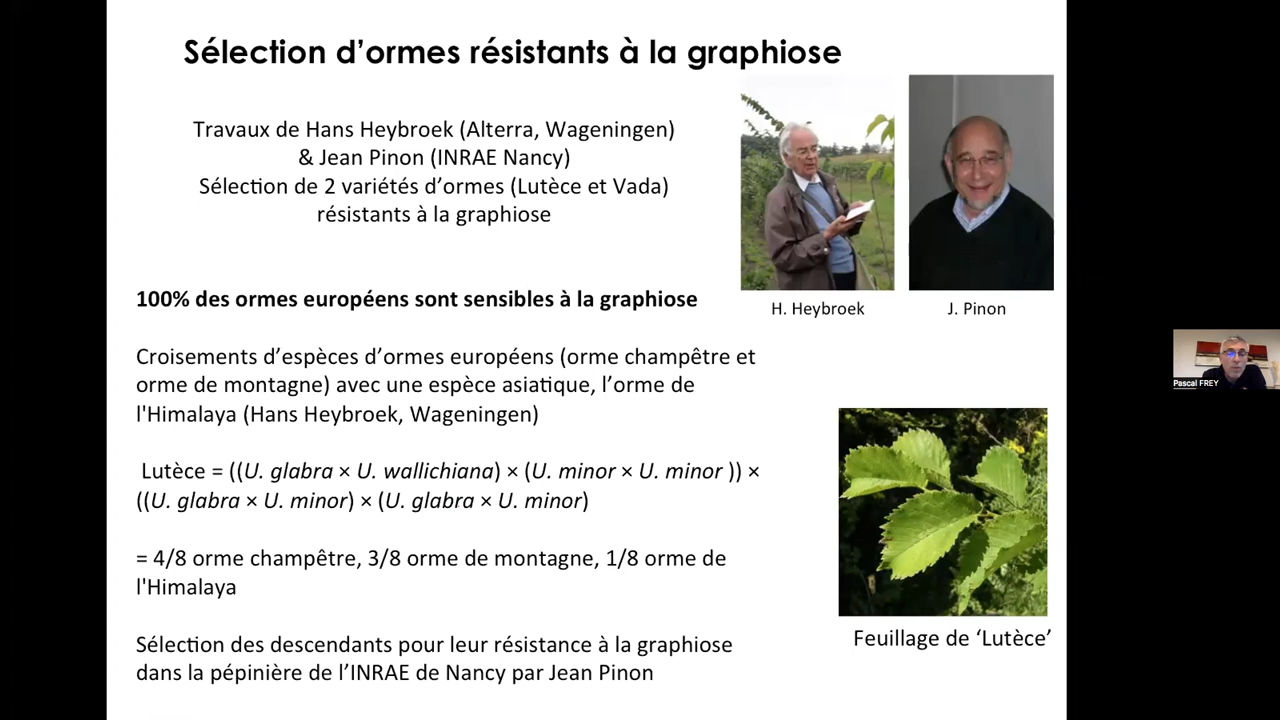 Sélection d’ormes résistants à la graphiose
Travaux de Hans Heybroek (Alterra, Wageningen)
& Jean Pinon (INRAE Nancy)
Sélection de 2 variétés d’ormes (Lutèce et Vada)
résistants à la graphiose
H. Heybroek
J. Pinon
100% des ormes européens sont sensibles à la graphiose
Croisements d’espèces d’ormes européens (orme champêtre et
orme de montagne) avec une espèce asiatique, l’orme de
l'Himalaya (Hans Heybroek, Wageningen)
Lutèce = ((U. glabra × U. wallichiana) × (U. minor × U. minor )) ×
((U. glabra × U. minor) × (U. glabra × U. minor)
= 4/8 orme champêtre, 3/8 orme de montagne, 1/8 orme de
l'Himalaya
Sélection des descendants pour leur résistance à la graphiose
dans la pépinière de l’INRAE de Nancy par Jean Pinon
Feuillage de ‘Lutèce’
Pascal FREY